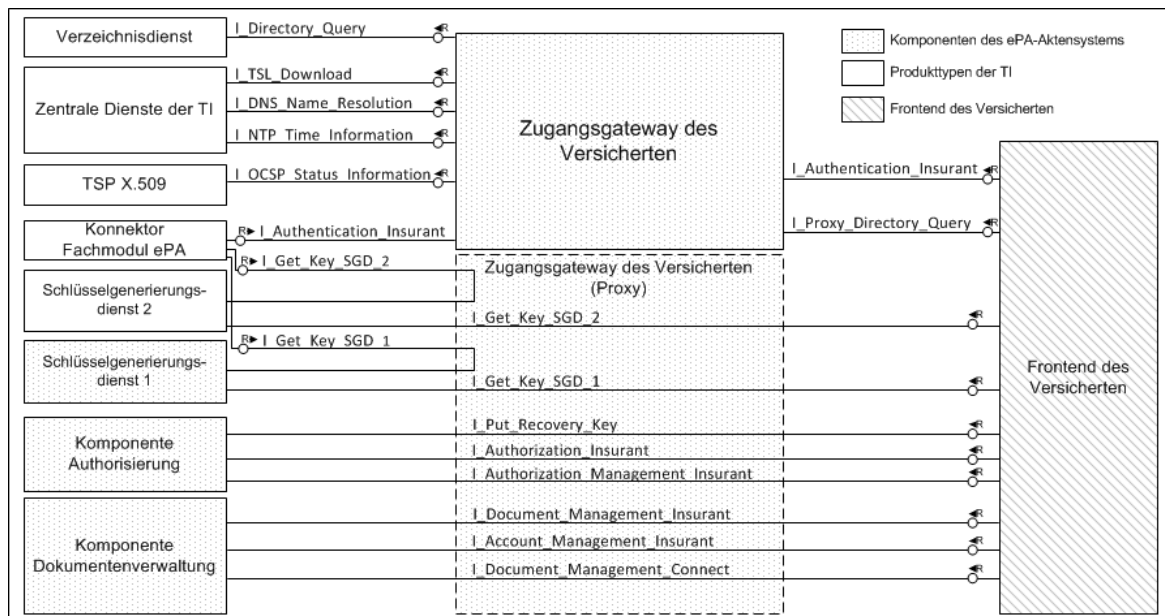 Verzeichnisdienst
I_Directory_Query
R
Zentrale Dienste der TI
I_TSL_Download
R
I_DNS_Name_Resolution
R
I_NTP_Time_Information
R
TSP X.509
I_OCSP_Status_Information
R
Konnektor
Fachmodul ePA
R
I_Authentication_Insurant
R
I_Get_Key_SGD_2
Schlüsselgenerierungs-
dienst 2
R
I_Get_Key_SGD_1
Schlüsselgenerierungs-
dienst 1
Komponente
Authorisierung
Komponente
Dokumentenverwaltung
Zugangsgateway des
Versicherten
Zugangsgateway des Versicherten
(Proxy)
I_Get_Key_SGD_2
R
I_Get_Key_SGD_1
R
I_Put_Recovery_Key
R
I_Authorization_Insurant
R
I_Authorization_Management_Insurant
R
I_Document_Management_Insurant
R
I_Account_Management_Insurant
R
I_Document_Management_Connect
R
I_Authentication_Insurant
R
I_Proxy_Directory_Query
R
Komponenten des ePA-Aktensystems
Produkttypen der TI
Frontend des Versicherten
Frontend des
Versicherten